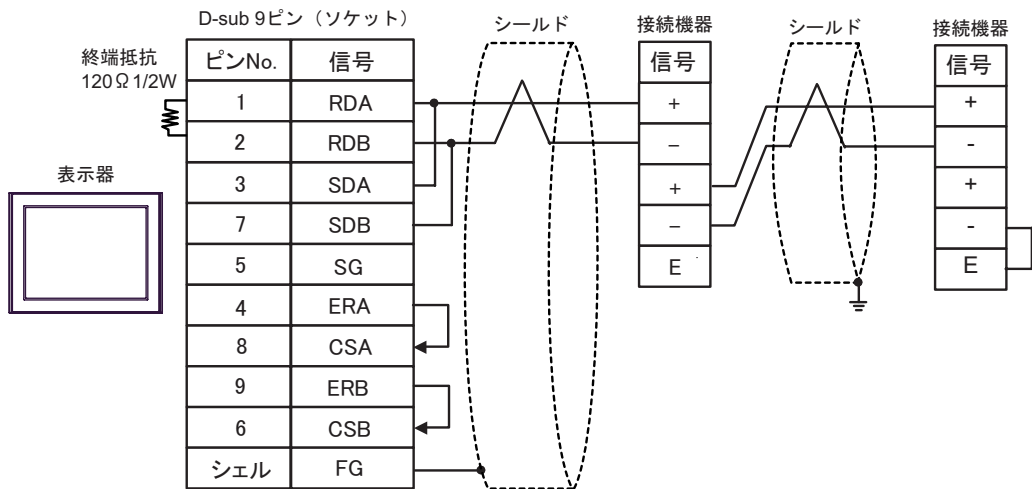 D-sub 9ピン（ソケット）
シールド
接続機器
シールド
接続機器
終端抵抗
120Ω1/2W
表示器
ピンNo. 信号
1 RDA
2 RDB
3 SDA
7 SDB
5 SG
4 ERA
8 CSA
9 ERB
6 CSB
シェル FG
信号
+
−
+
−
E
信号
+
-
+
-
E